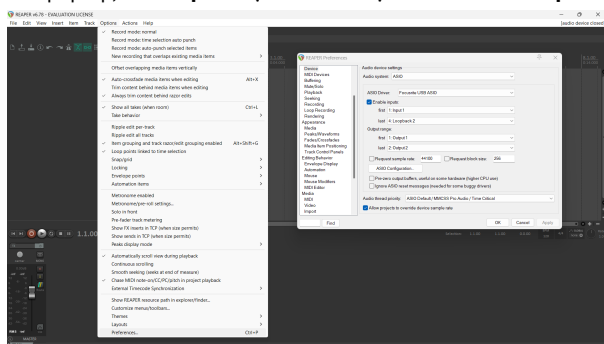 REAPER v6.78 - EVALUATION LICENSE
File Edit View Insert Item Track Options Actions Help
[audio device closed
Record mode: normal
Record mode: time selection auto punch
Record mode: auto-punch selected items
New recording that overlaps existing media items
Offset overlapping media items vertically
Auto-crossfade media items when editing Alt+X
Trim content behind media items when editing
Always trim content behind razor edits
Show all takes (when room) Ctrl+L
Take behavior
Ripple edit per-track
Ripple edit all tracks
Item grouping and track razor/edit grouping enabled Alt+Shift+G
Loop points linked to time selection
Snap/grid
Locking
Envelope points
Automation items
Metronome enabled
Metronome/pre-roll settings...
Solo in front
Pre-fader track metering
Show FX inserts in TCP (when size permits)
Show sends in TCP (when size permits)
Peaks display mode
Automatically scroll view during playback
Continuous scrolling
Smooth seeking (seeks at end of measure)
Chase MIDI note-on/CC/PC/pitch in project playback
External Timecode Synchronization
Show REAPER resource path in explorer/finder...
Customize menus/toolbars...
Themes
Layouts
Preferences... Ctrl+P
1.1.00
MASTER
REAPER Preferences
Device
MIDI Devices
Buffering
Mute/Solo
Playback
Seeking
Recording
Loop Recording
Rendering
Appearance
Media
Peaks/Waveforms
Fades/Crossfades
Media Item Positioning
Track Control Panels
Editing Behavior
Envelope Display
Automation
Mouse
Mouse Modifiers
MIDI Editor
Media
MIDI
Video
Import
Find
Audio device settings
Audio system: ASIO
ASIO Driver: Focusrite USB ASIO
Enable inputs
first 1: Input 1
last 4: Loopback 2
Output range:
first 1: Output 1
last 2: Output 2
Request sample rate: 44100 Request block size: 256
ASIO Configuration...
Pre-zero output buffers, useful on some hardware (higher CPU use)
Ignore ASIO reset messages (needed for some buggy drivers)
Audio thread priority: ASIO Default / MMCSS Pro Audio / Time Critical
Allow projects to override device sample rate
OK Cancel Apply